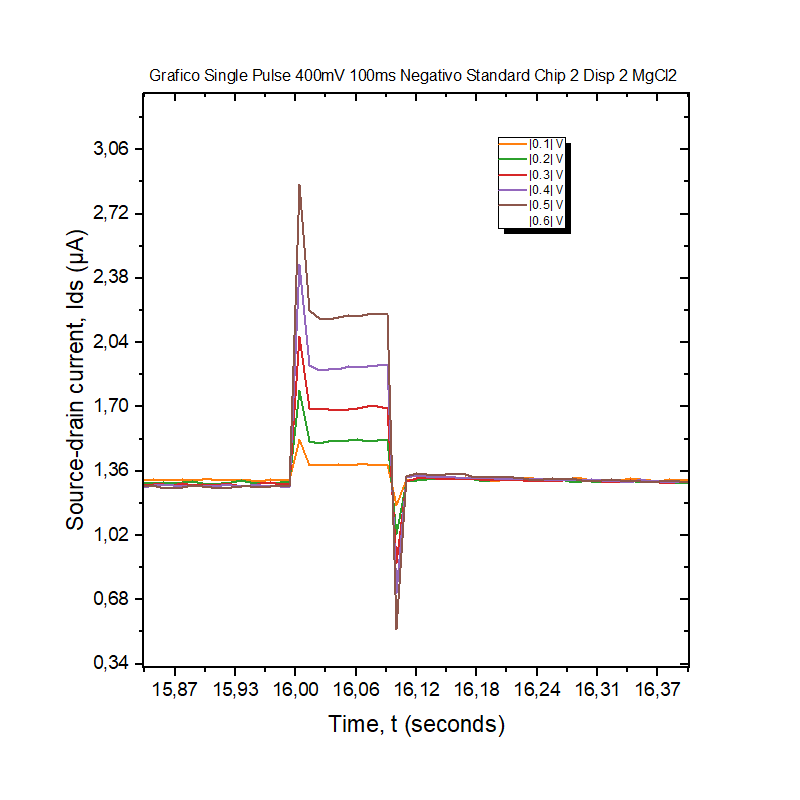 Grafico Single Pulse 400mV 100ms Negativo Standard Chip 2 Disp 2 MgCl2
|0.1| V
|0.2| V
|0.3| V
|0.4| V
|0.5| V
|0.6| V
Source-drain current, Ids (µA)
3,06
2,72
2,38
2,04
1,70
1,36
1,02
0,68
0,34
15,87 15,93 16,00 16,06 16,12 16,18 16,24 16,31 16,37
Time, t (seconds)